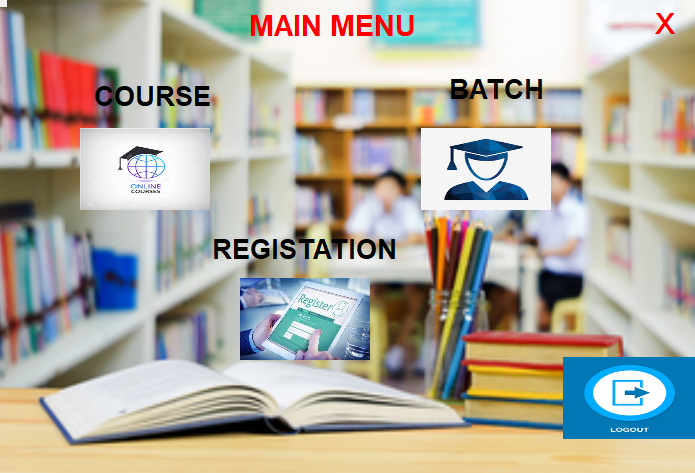 MAIN MENU
X
COURSE
BATCH
ONLINE
COURSES
REGISTATION
Register
LOGOUT